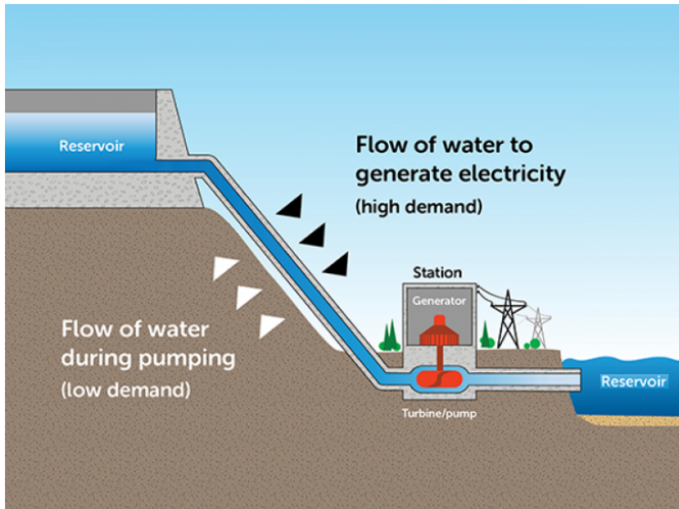 Reservoir
Flow of water to
generate electricity
(high demand)
Station
Generator
Flow of water
during pumping
(low demand)
Reservoir
Turbine/pump